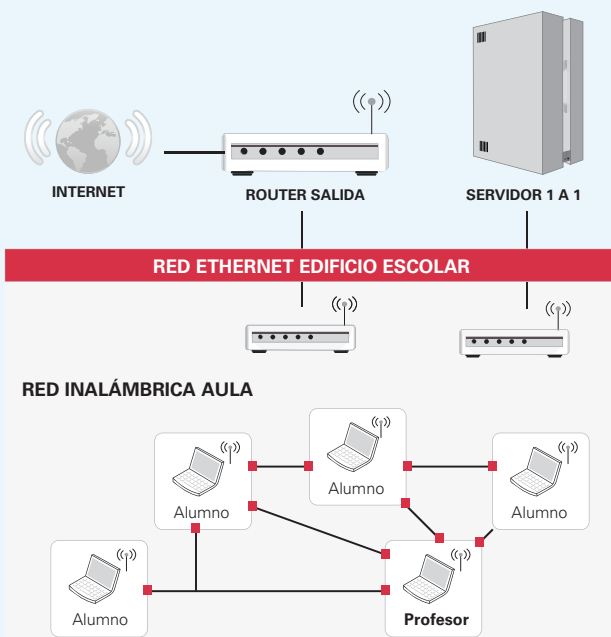 INTERNET
ROUTER SALIDA
SERVIDOR 1 A 1
RED ETHERNET EDIFICIO ESCOLAR
RED INALÁMBRICA AULA
Alumno
Alumno
Alumno
Alumno
Profesor